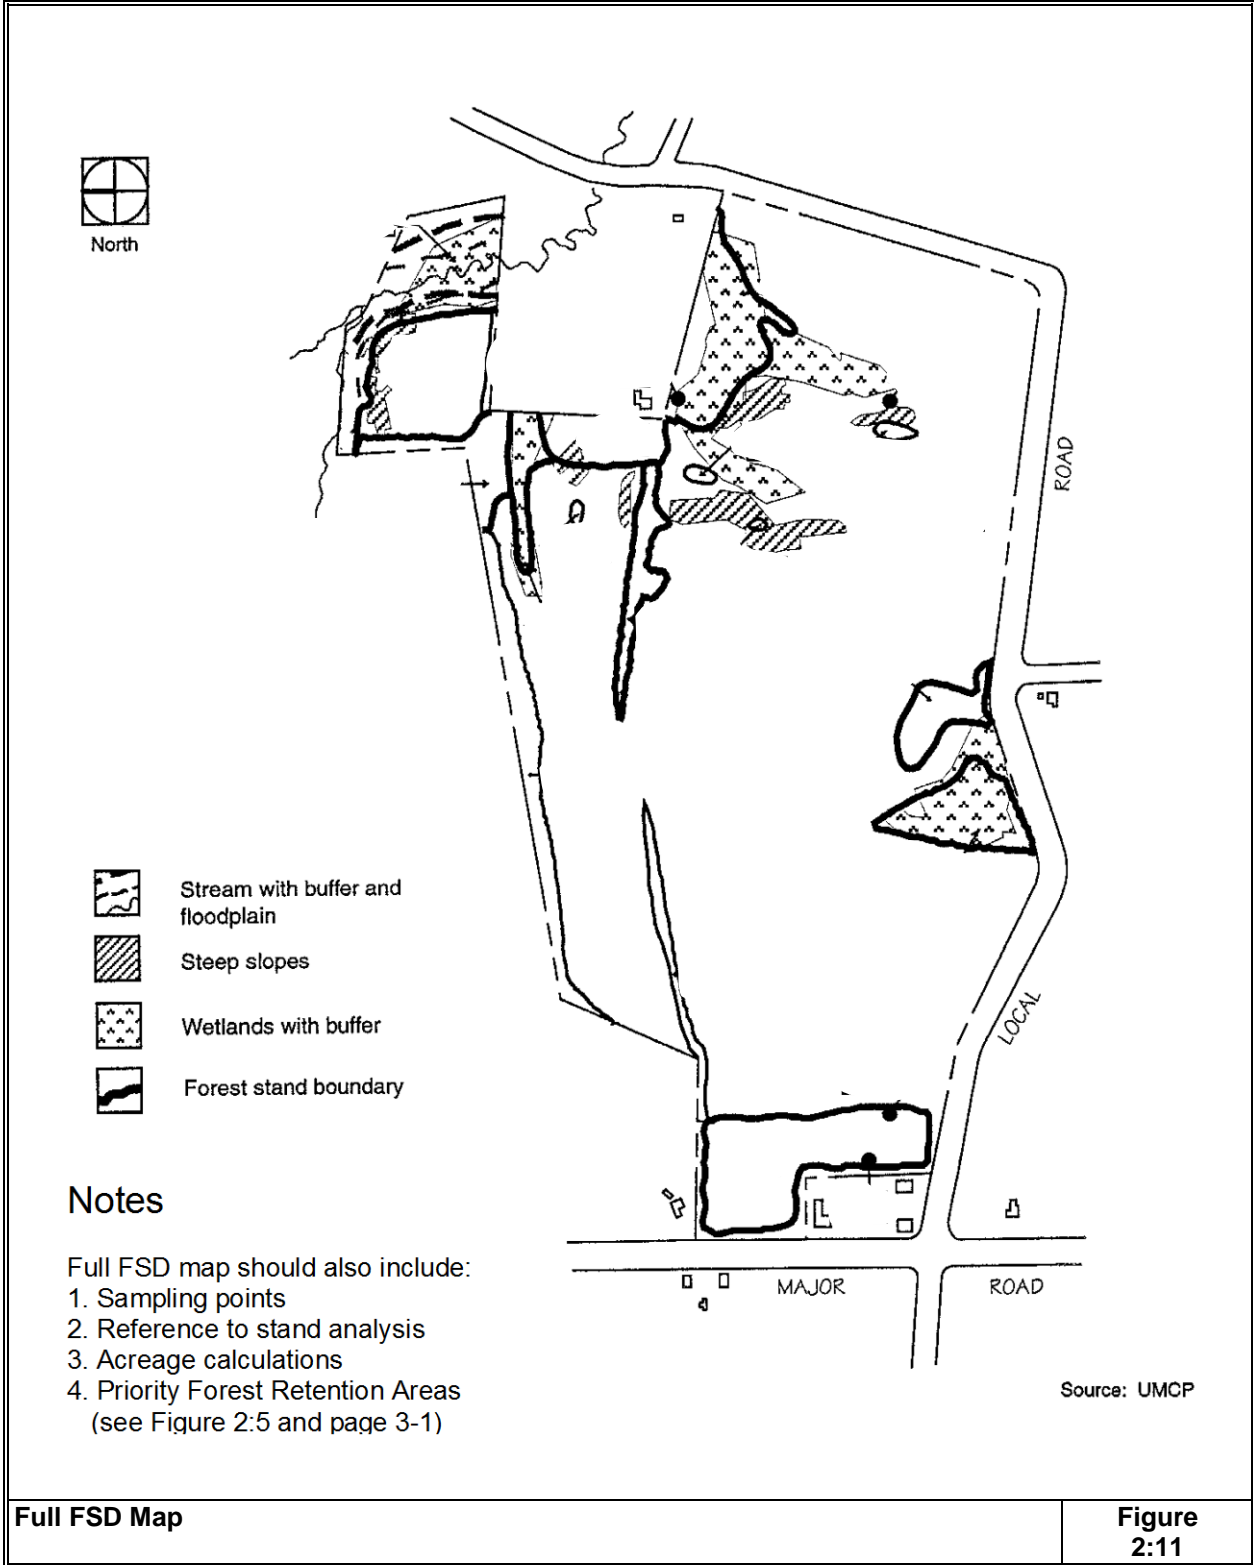 North
ROAD
Stream with buffer and
floodplain
Steep slopes
Wetlands with buffer
Forest stand boundary
LOCAL
Notes
Full FSD map should also include:
1. Sampling points
2. Reference to stand analysis
3. Acreage calculations
4. Priority Forest Retention Areas
(see Figure 2:5 and page 3-1)
MAJOR
ROAD
Source: UMCP
Full FSD Map
Figure
2:11